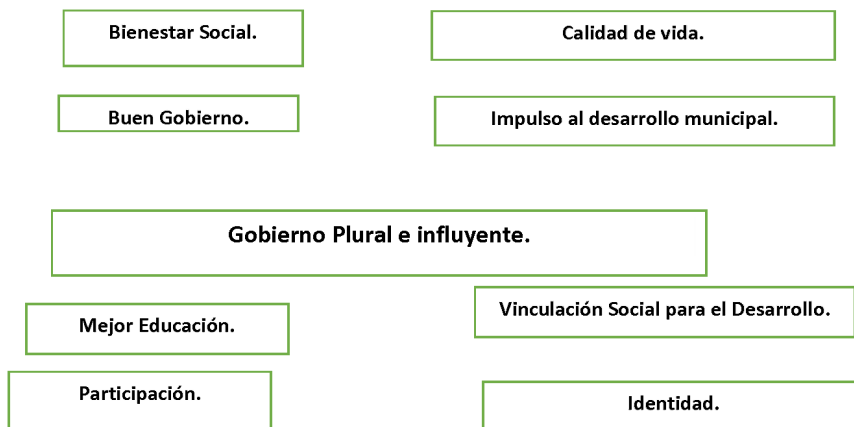 Bienestar Social.
Calidad de vida.
Buen Gobierno.
Impulso al desarrollo municipal.
Gobierno Plural e influyente.
Mejor Educación.
Vinculación Social para el Desarrollo.
Participación.
Identidad.